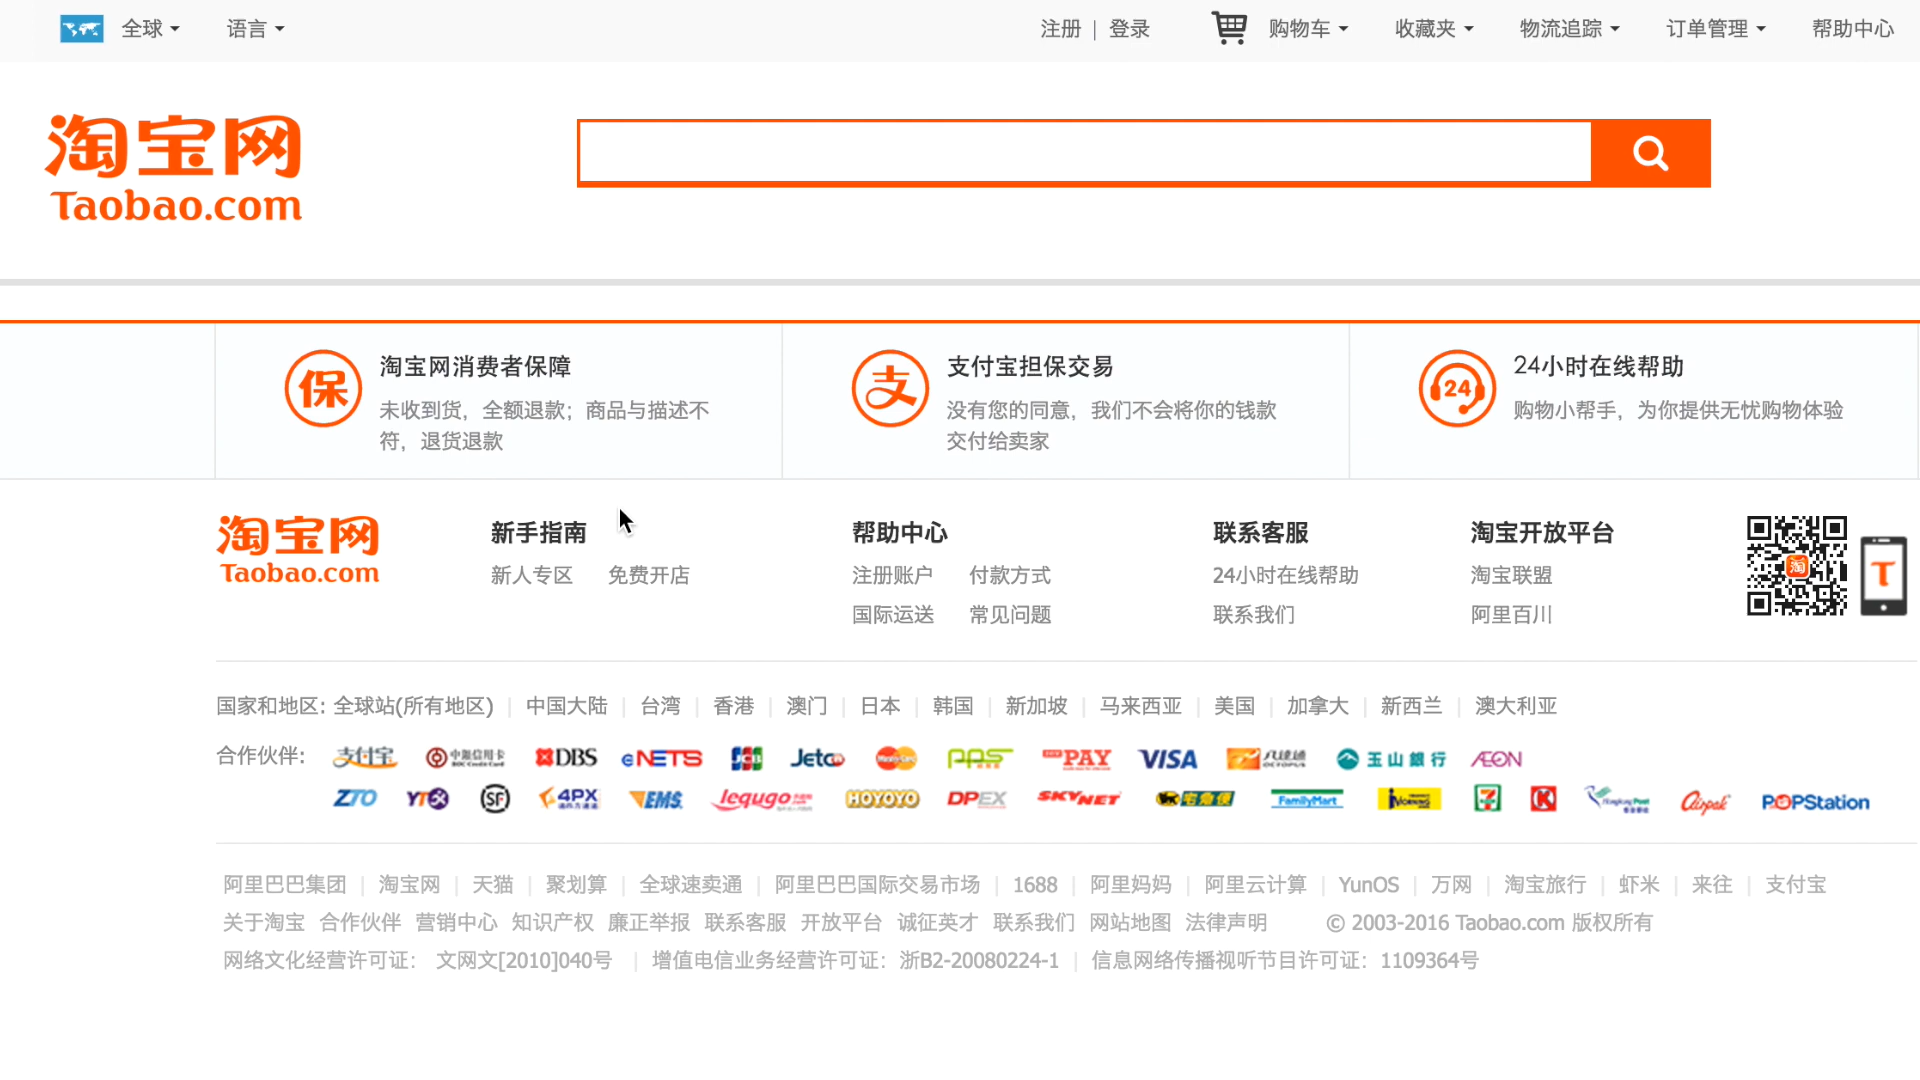 全球 语言 注册 | 登录 购物车 收藏夹 物流追踪 订单管理 帮助中心
淘宝网
Taobao.com
保 淘宝网消费者保障
未收到货，全额退款；商品与描述不
符，退货退款
支 支付宝担保交易
没有您的同意，我们不会将你的钱款
交付给卖家
24 24小时在线帮助
购物小帮手，为你提供无忧购物体验
淘宝网
Taobao.com
新手指南
新人专区 免费开店
帮助中心
注册账户 付款方式
国际运送 常见问题
联系客服
24小时在线帮助
联系我们
淘宝开放平台
淘宝联盟
阿里百川
淘
T
国家和地区: 全球站(所有地区) | 中国大陆 | 台湾 | 香港 | 澳门 | 日本 | 韩国 | 新加坡 | 马来西亚 | 美国 | 加拿大 | 新西兰 | 澳大利亚
合作伙伴: 支付宝 中银信用卡 BOC Credit Card DBS eNETS JCB Jetco MasterCard PPS PAY VISA 八達通 OCTOPUS 玉山銀行 AEON
ZTO YTO SF 4PX EMS Lequgo HOYOYO DPEX SKYNET 宅急便 FamilyMart MORNING 7 K Hongkong Post Airpak POPStation
阿里巴巴集团 | 淘宝网 | 天猫 | 聚划算 | 全球速卖通 | 阿里巴巴国际交易市场 | 1688 | 阿里妈妈 | 阿里云计算 | YunOS | 万网 | 淘宝旅行 | 虾米 | 来往 | 支付宝
关于淘宝 合作伙伴 营销中心 知识产权 廉正举报 联系客服 开放平台 诚征英才 联系我们 网站地图 法律声明 © 2003-2016 Taobao.com 版权所有
网络文化经营许可证： 文网文[2010]040号 | 增值电信业务经营许可证：浙B2-20080224-1 | 信息网络传播视听节目许可证：1109364号